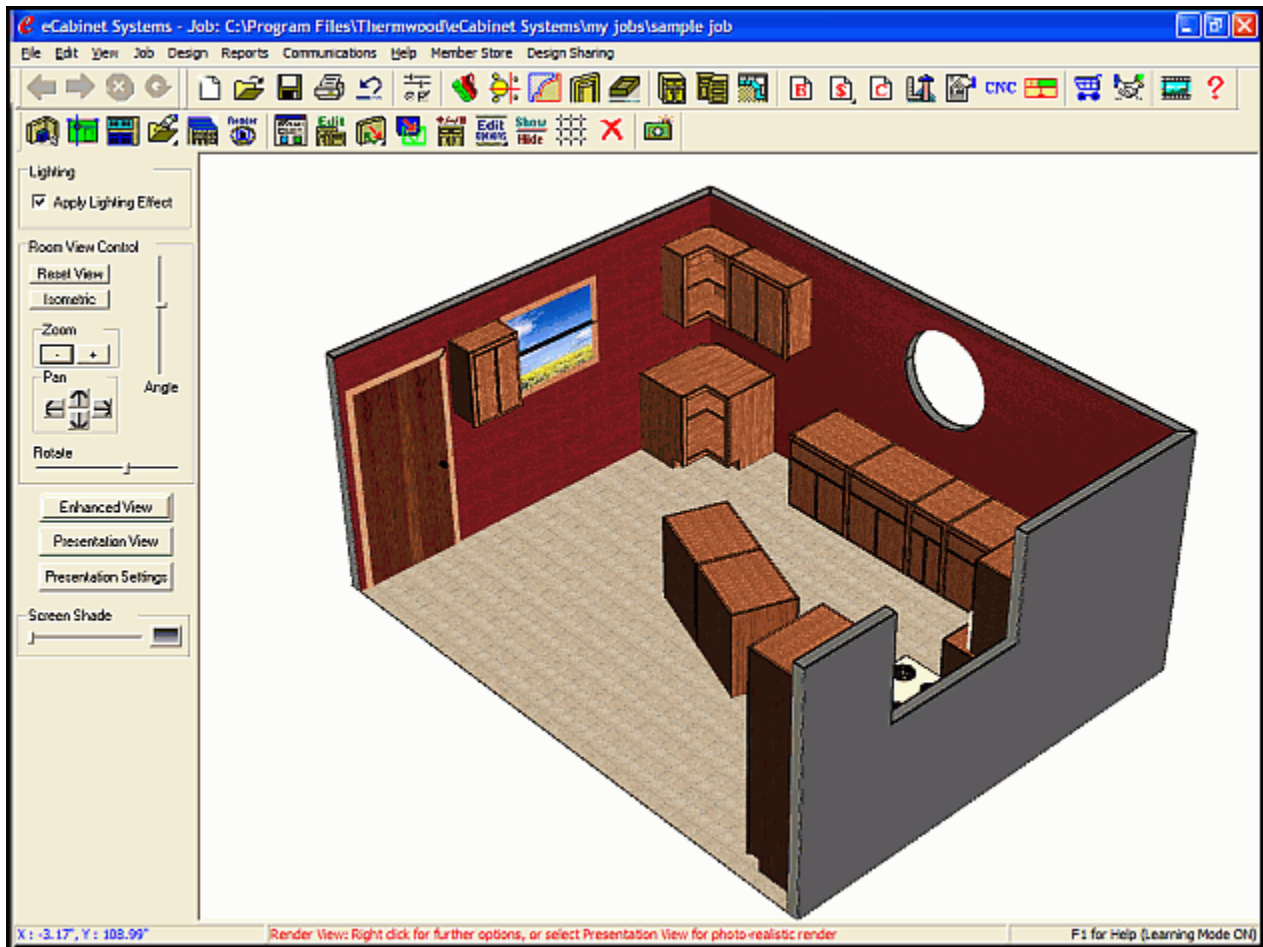 eCabinet Systems - Job: C:\Program Files\Thermwood\eCabinet Systems\my jobs\sample job
File Edit View Job Design Reports Communications Help Member Store Design Sharing
B $ C CNC ?
Render Edit +/-/B Edit Show Hide
Lighting
Apply Lighting Effect
Room View Control
Reset View
Isometric
Zoom
- +
Pan
Angle
Rotate
Enhanced View
Presentation View
Presentation Settings
Screen Shade
X : -3.17", Y : 108.99" Render View: Right click for further options, or select Presentation View for photo-realistic render F1 for Help (Learning Mode ON)